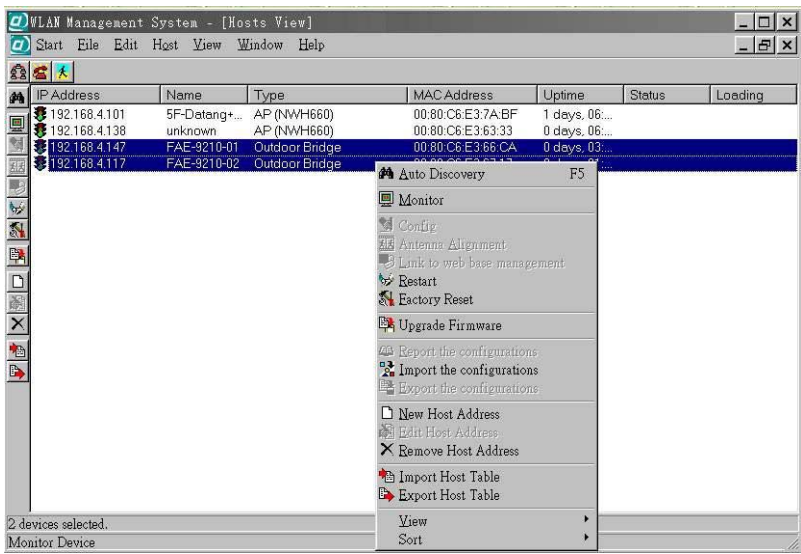 WLAN Management System - [Hosts View]
Start File Edit Host View Window Help
IP Address Name Type MAC Address Uptime Status Loading
192.168.4.101 5F-Datang+... AP (NWH660) 00:80:C6:E3:7A:BF 1 days, 06:...
192.168.4.138 unknown AP (NWH660) 00:80:C6:E3:63:33 0 days, 06:...
192.168.4.147 FAE-9210-01 Outdoor Bridge 00:80:C6:E3:66:CA 0 days, 03:...
192.168.4.117 FAE-9210-02 Outdoor Bridge
Auto Discovery F5
Monitor
Config
Antenna Alignment
Link to web base management
Restart
Factory Reset
Upgrade Firmware
Report the configurations
Import the configurations
Export the configurations
New Host Address
Edit Host Address
Remove Host Address
Import Host Table
Export Host Table
View
Sort
2 devices selected.
Monitor Device